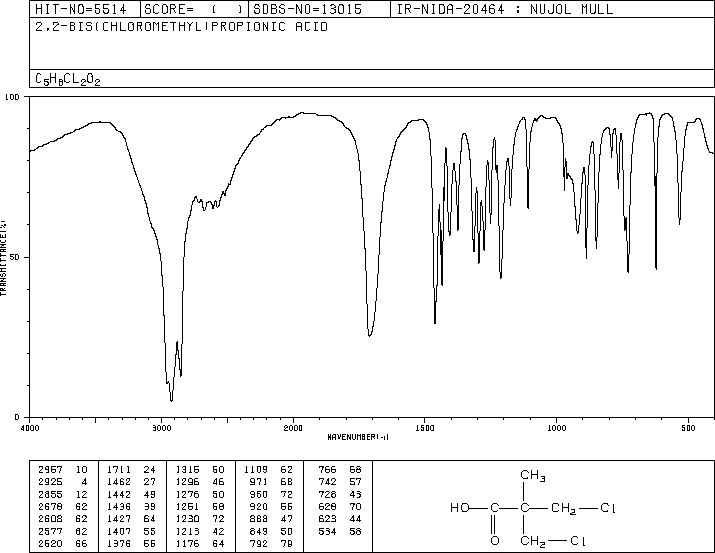 HIT-NO=5514 SCORE= ( ) SDBS-NO=13015 IR-NIDA-20464 : NUJOL MULL
2,2-BIS(CHLOROMETHYL)PROPIONIC ACID
C5H8CL2O2
100
50
0
TRANSMITTANCE(%)
4000 3000 2000 1500 1000 500
WAVENUMBER(-1)
2957 10 1711 24 1315 50 1109 62 766 68
2925 4 1462 27 1296 46 971 68 742 57
2855 12 1442 49 1276 50 960 72 728 43
2678 62 1436 39 1251 58 920 55 628 70
2608 62 1427 64 1230 72 888 47 623 44
2577 62 1407 55 1213 42 849 50 534 58
2520 66 1376 56 1176 64 792 79
CH3
HO—C—C—CH2—Cl
O CH2—Cl